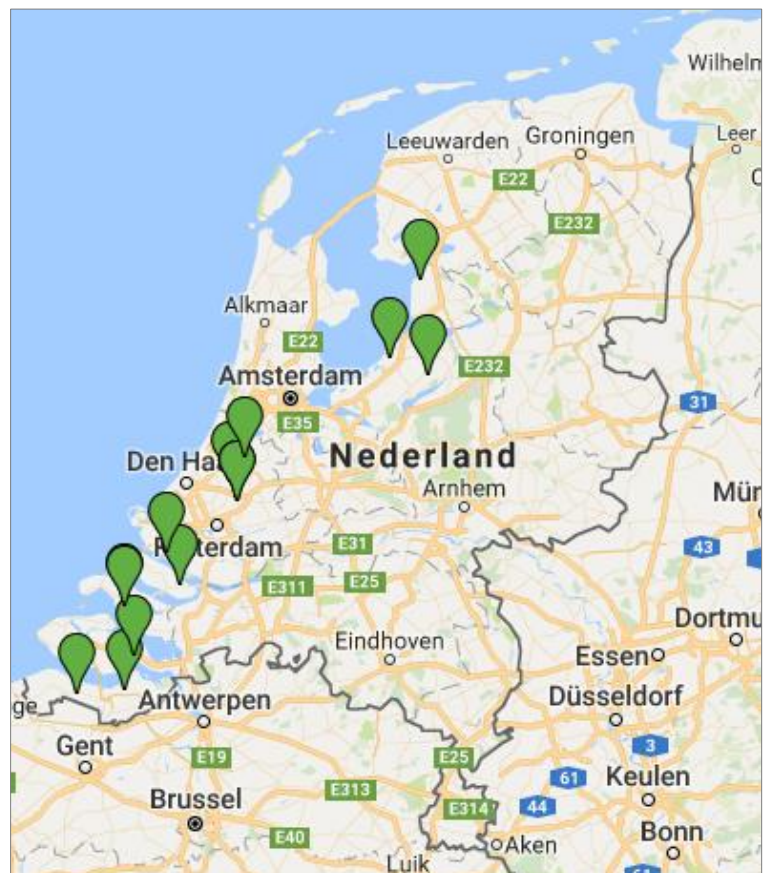 Wilhelm
Leeuwarden
Groningen
Leer
E22
E232
Alkmaar
E22
E232
Amsterdam
31
E35
Den Ha
Nederland
Arnhem
Mün
R
terdam
E31
43
E311
E25
Dortmu
Eindhoven
Essen
Antwerpen
Düsseldorf
ge
Gent
E19
E25
3
61
Keulen
E313
Brussel
E314
44
E40
Bonn
Aken
Luik